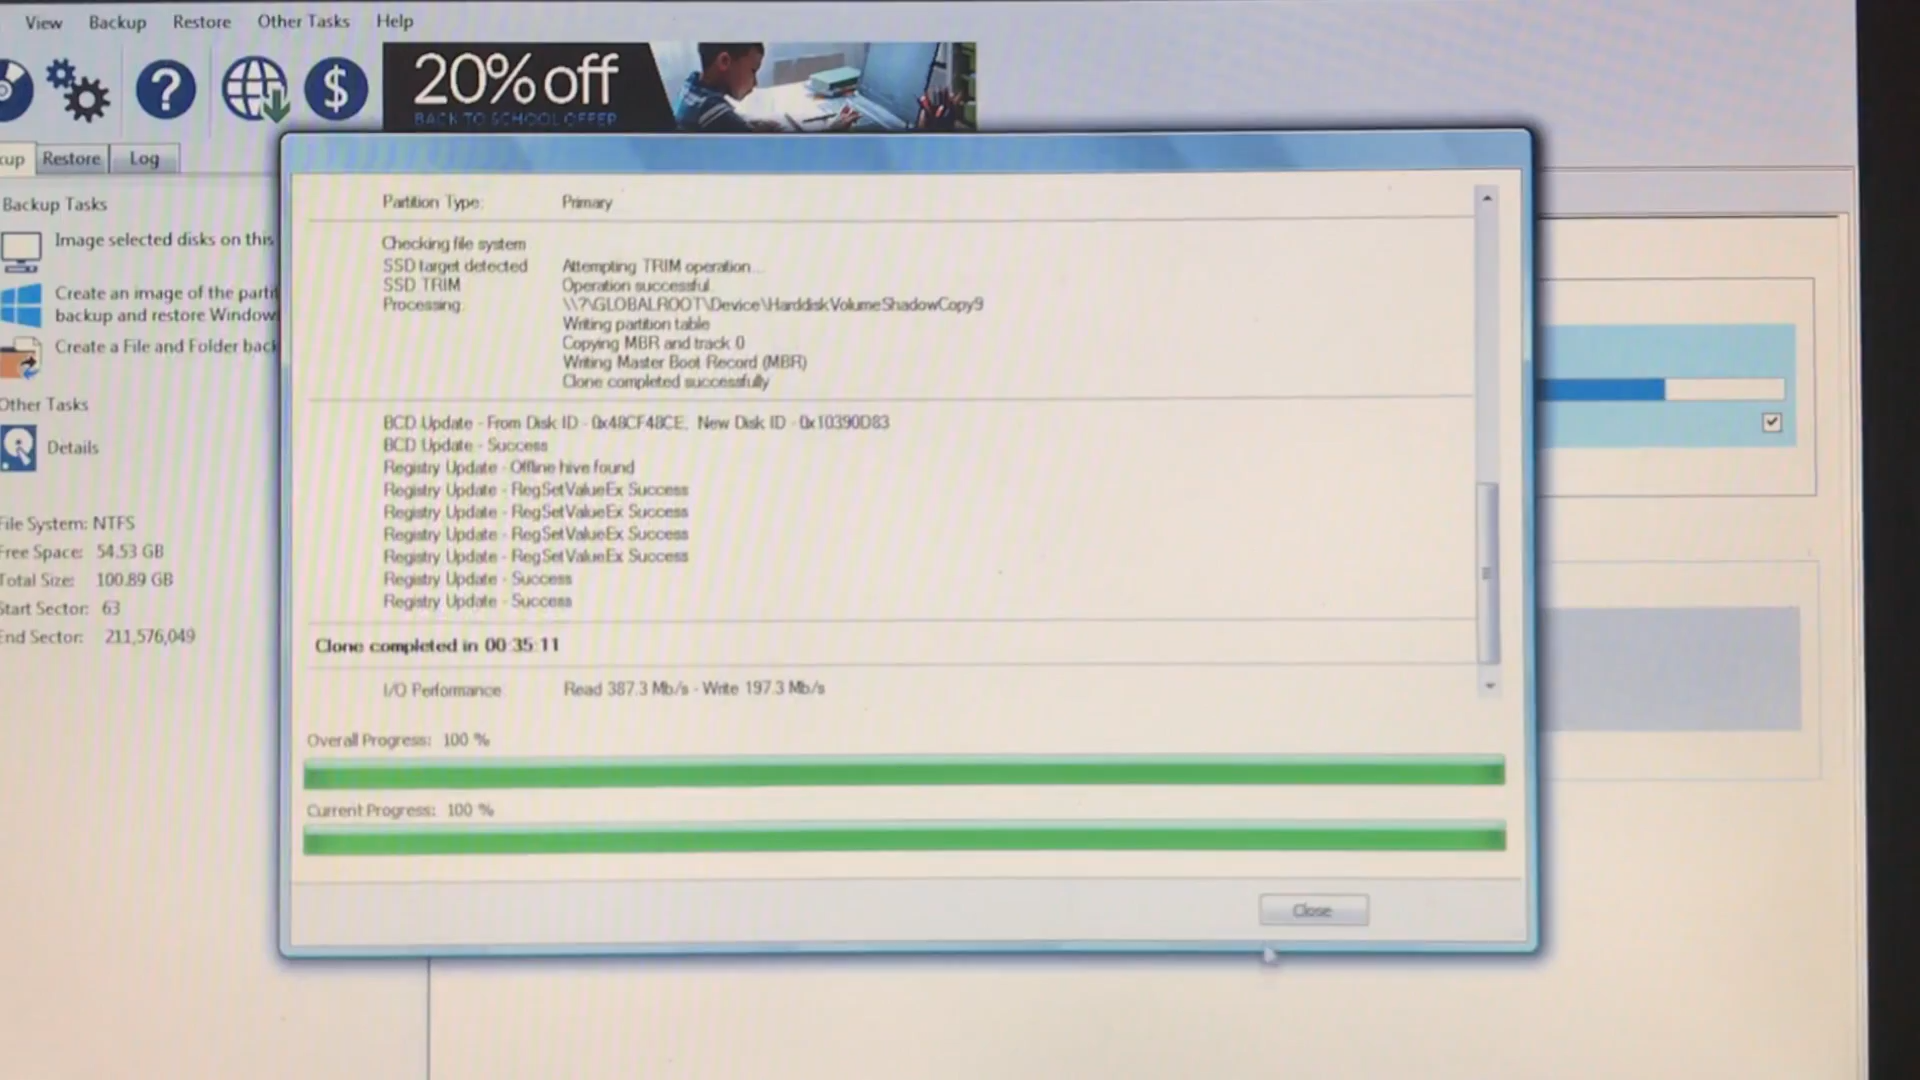 View Backup Restore Other Tasks Help
20% off
BACK TO SCHOOL OFFER
kup Restore Log
Backup Tasks
Image selected disks on this
Create an image of the parti
backup and restore Window
Create a File and Folder back
Other Tasks
Details
File System: NTFS
Free Space: 54.53 GB
Total Size: 100.89 GB
Start Sector: 63
End Sector: 211,576,049
Partition Type: Primary
Checking file system
SSD target detected Attempting TRIM operation...
SSD TRIM Operation successful.
Processing: \\?\GLOBALROOT\Device\HarddiskVolumeShadowCopy9
Writing partition table
Copying MBR and track 0
Writing Master Boot Record (MBR)
Clone completed successfully
BCD Update - From Disk ID - 0x48CF48CE, New Disk ID - 0x10390D83
BCD Update - Success
Registry Update - Offline hive found
Registry Update - RegSetValueEx Success
Registry Update - RegSetValueEx Success
Registry Update - RegSetValueEx Success
Registry Update - RegSetValueEx Success
Registry Update - Success
Registry Update - Success
Clone completed in 00:35:11
I/O Performance: Read 387.3 Mb/s - Write 197.3 Mb/s
Overall Progress: 100 %
Current Progress: 100 %
Close